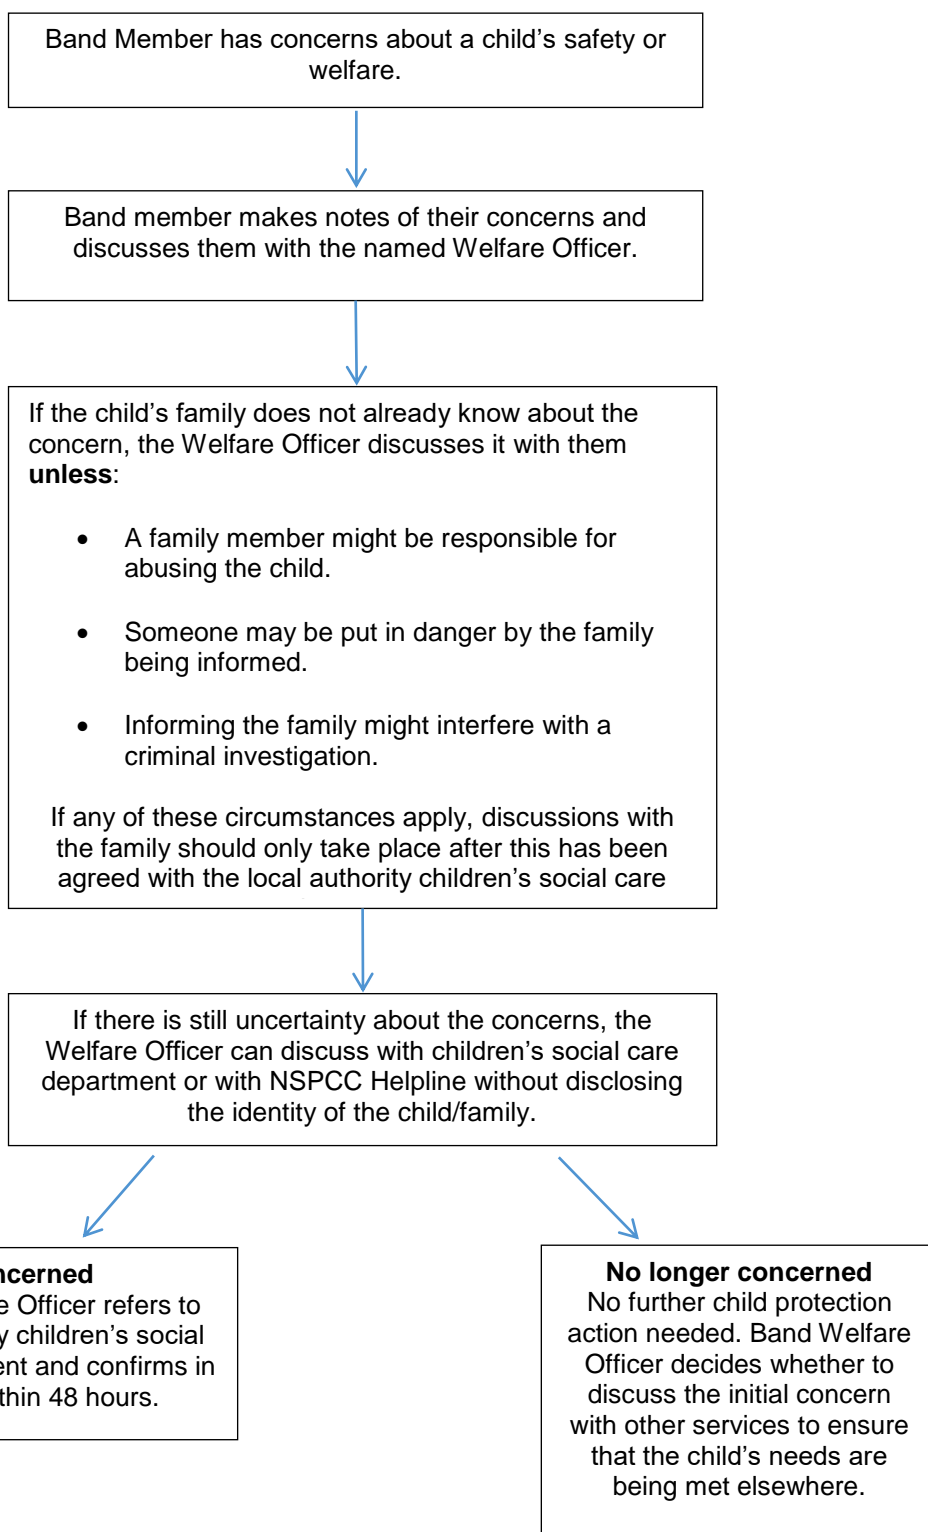 Band Member has concerns about a child’s safety or
welfare.
Band member makes notes of their concerns and
discusses them with the named Welfare Officer.
If the child’s family does not already know about the
concern, the Welfare Officer discusses it with them
unless:
• A family member might be responsible for
abusing the child.
• Someone may be put in danger by the family
being informed.
• Informing the family might interfere with a
criminal investigation.
If any of these circumstances apply, discussions with
the family should only take place after this has been
agreed with the local authority children’s social care
If there is still uncertainty about the concerns, the
Welfare Officer can discuss with children’s social care
department or with NSPCC Helpline without disclosing
the identity of the child/family.
Officer refers to
children’s social
and confirms in
48 hours.
No longer concerned
No further child protection
action needed. Band Welfare
Officer decides whether to
discuss the initial concern
with other services to ensure
that the child’s needs are
being met elsewhere.